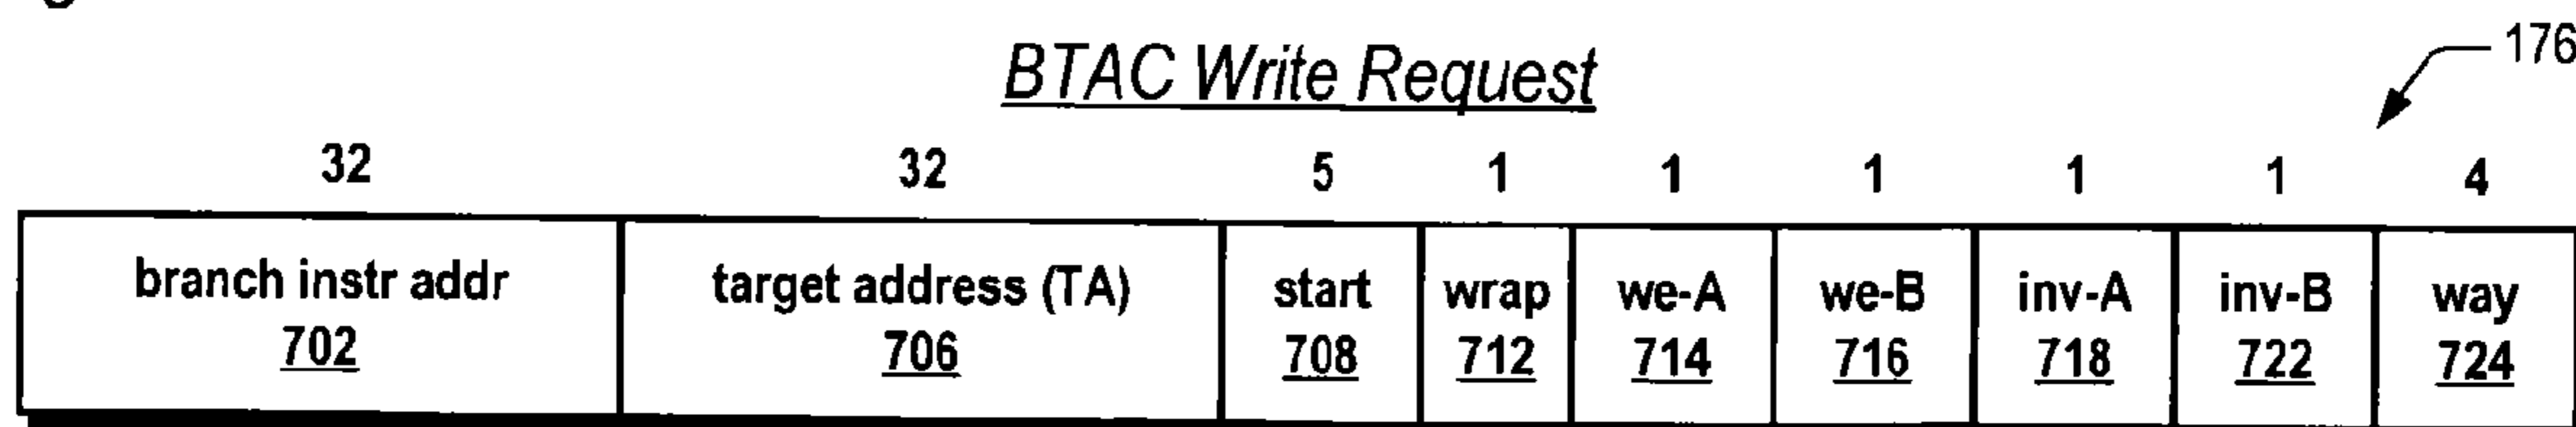 BTAC Write Request
176
32 32 5 1 1 1 1 1 4
branch instr addr target address (TA) start wrap we-A we-B inv-A inv-B way
702 706 708 712 714 716 718 722 724